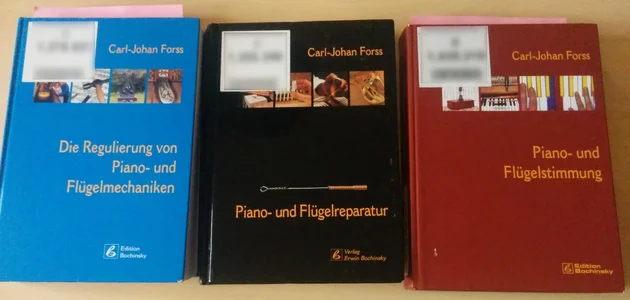 Carl-Johan Forss
Die Regulierung von
Piano- und
Flügelmechaniken
Edition
Bochinsky
Carl-Johan Forss
Piano- und Flügelreparatur
Verlag
Erwin Bochinsky
Carl-Johan Forss
Piano- und
Flügelstimmung
Edition
Bochinsky